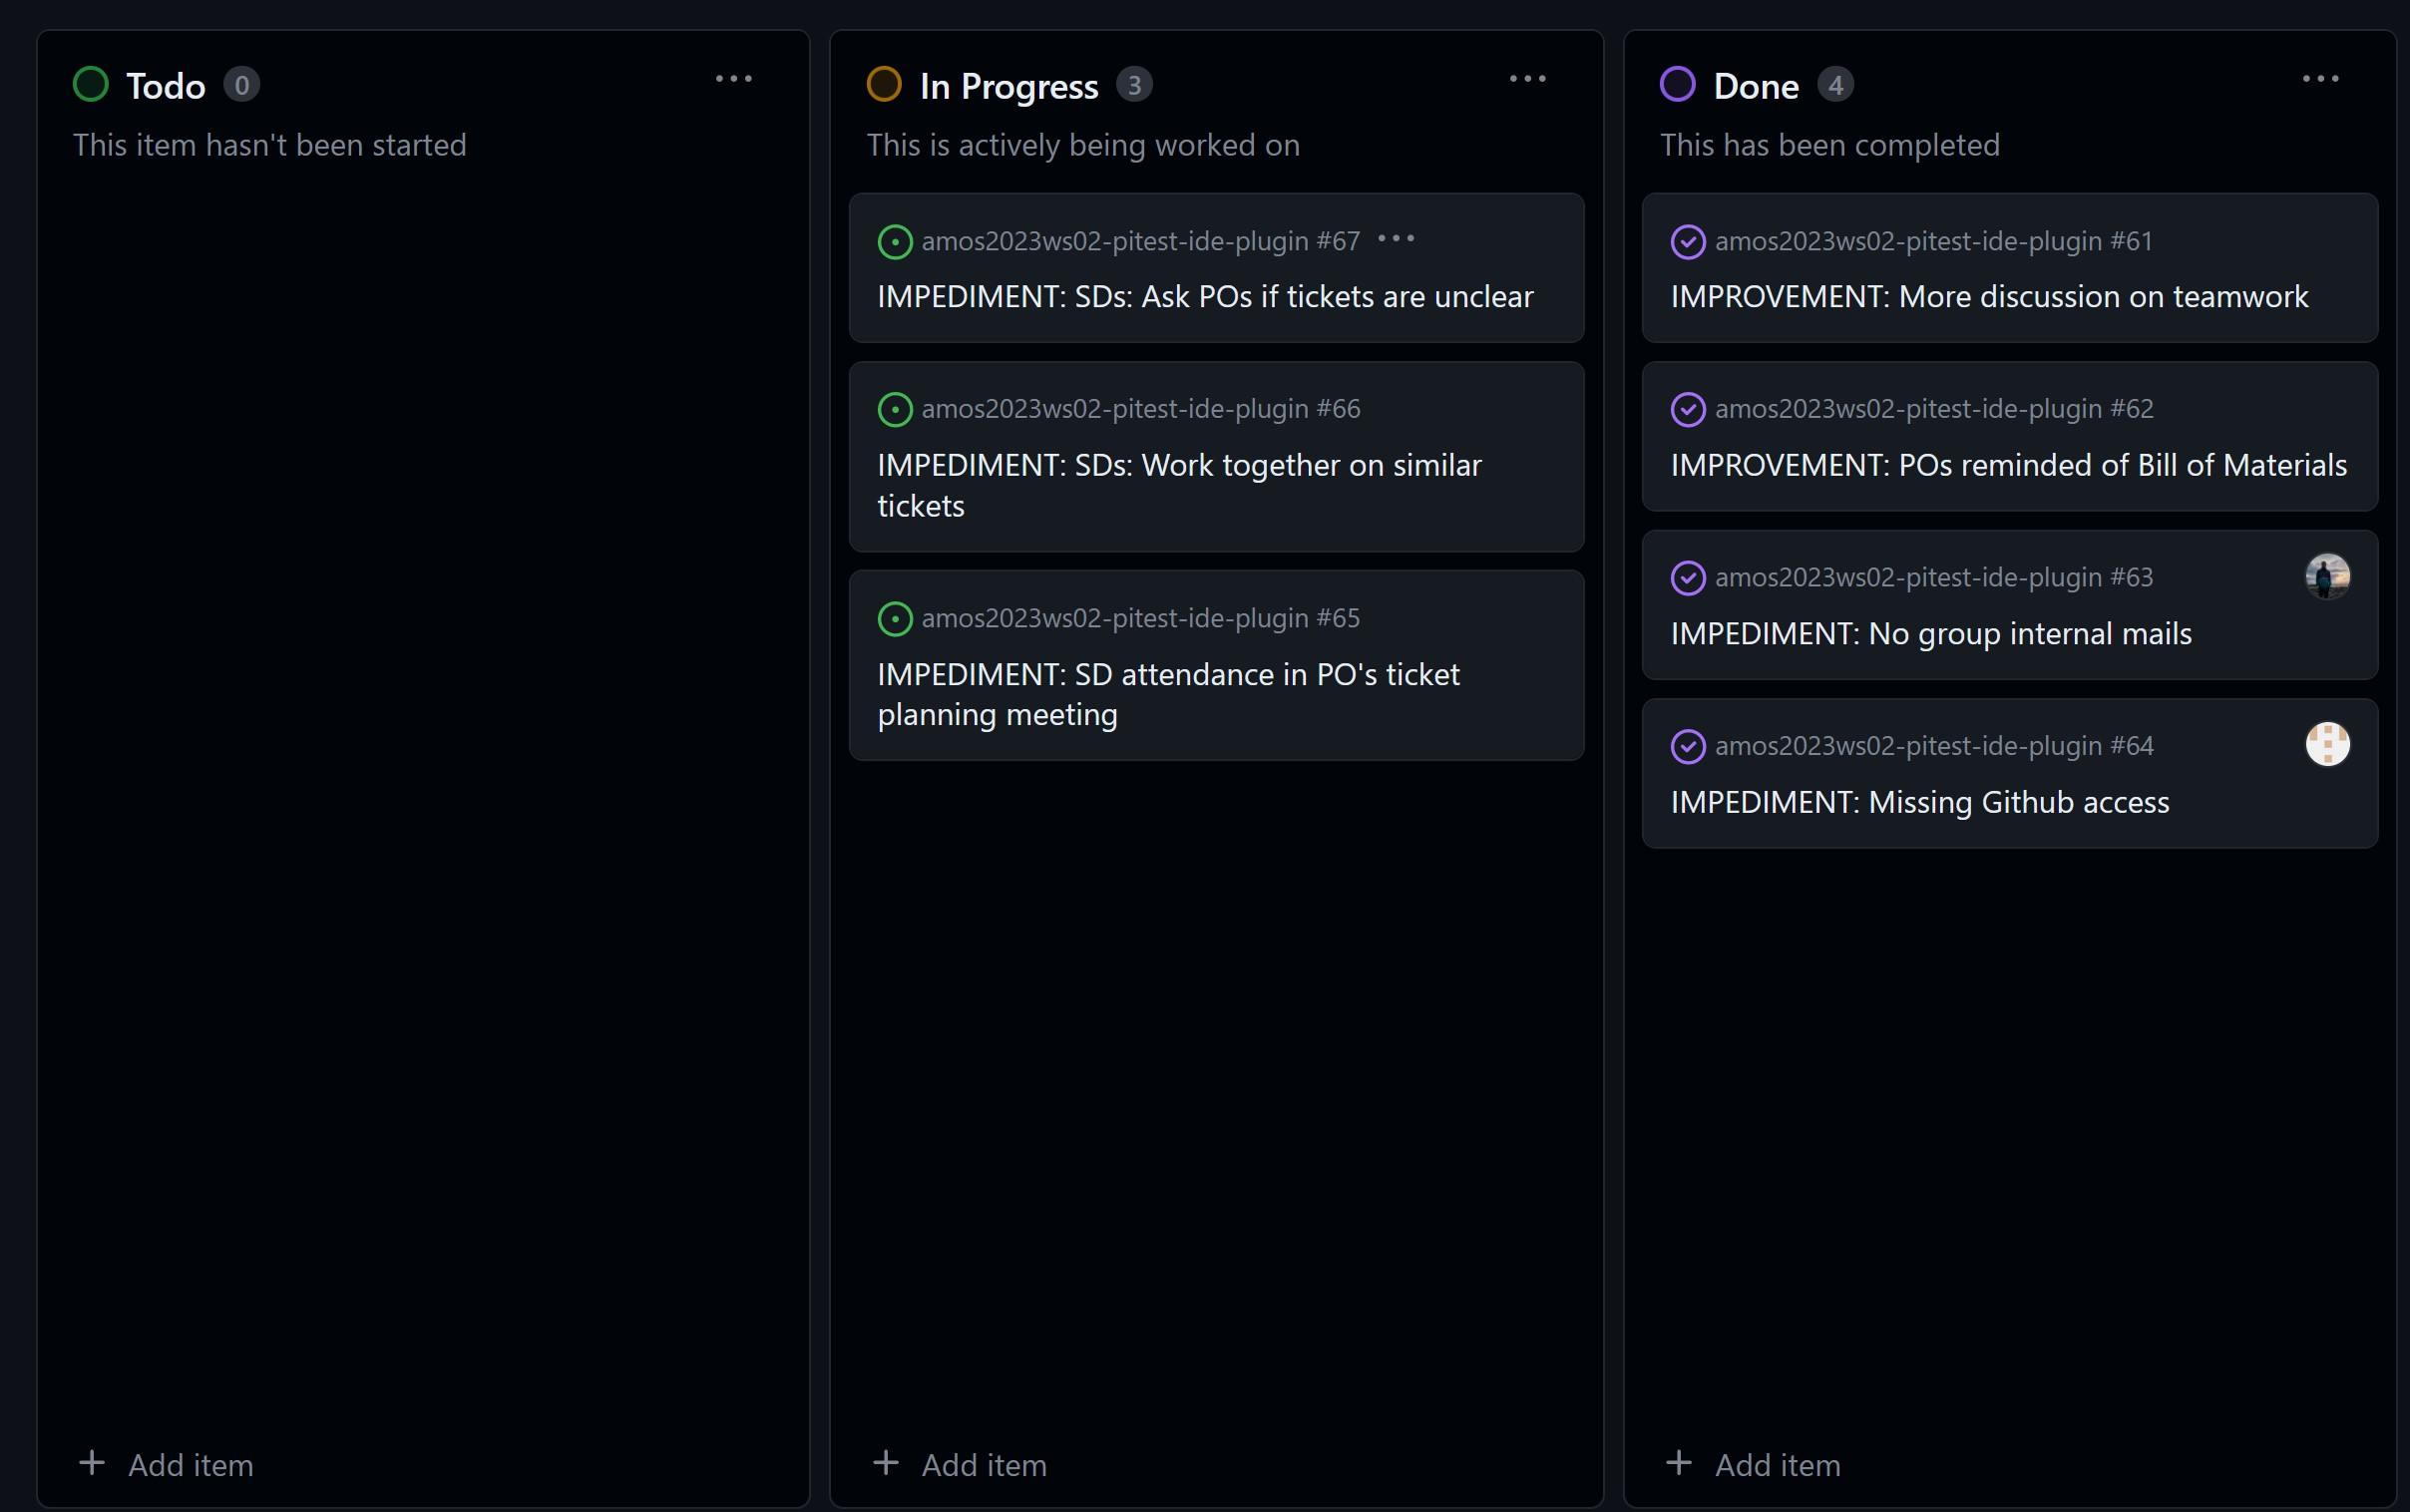 Todo 0
This item hasn't been started
Add item
In Progress 3
This is actively being worked on
amos2023ws02-pitest-ide-plugin #67
IMPEDIMENT: SDs: Ask POs if tickets are unclear
amos2023ws02-pitest-ide-plugin #66
IMPEDIMENT: SDs: Work together on similar
tickets
amos2023ws02-pitest-ide-plugin #65
IMPEDIMENT: SD attendance in PO's ticket
planning meeting
Add item
Done 4
This has been completed
amos2023ws02-pitest-ide-plugin #61
IMPROVEMENT: More discussion on teamwork
amos2023ws02-pitest-ide-plugin #62
IMPROVEMENT: POs reminded of Bill of Materials
amos2023ws02-pitest-ide-plugin #63
IMPEDIMENT: No group internal mails
amos2023ws02-pitest-ide-plugin #64
IMPEDIMENT: Missing Github access
Add item